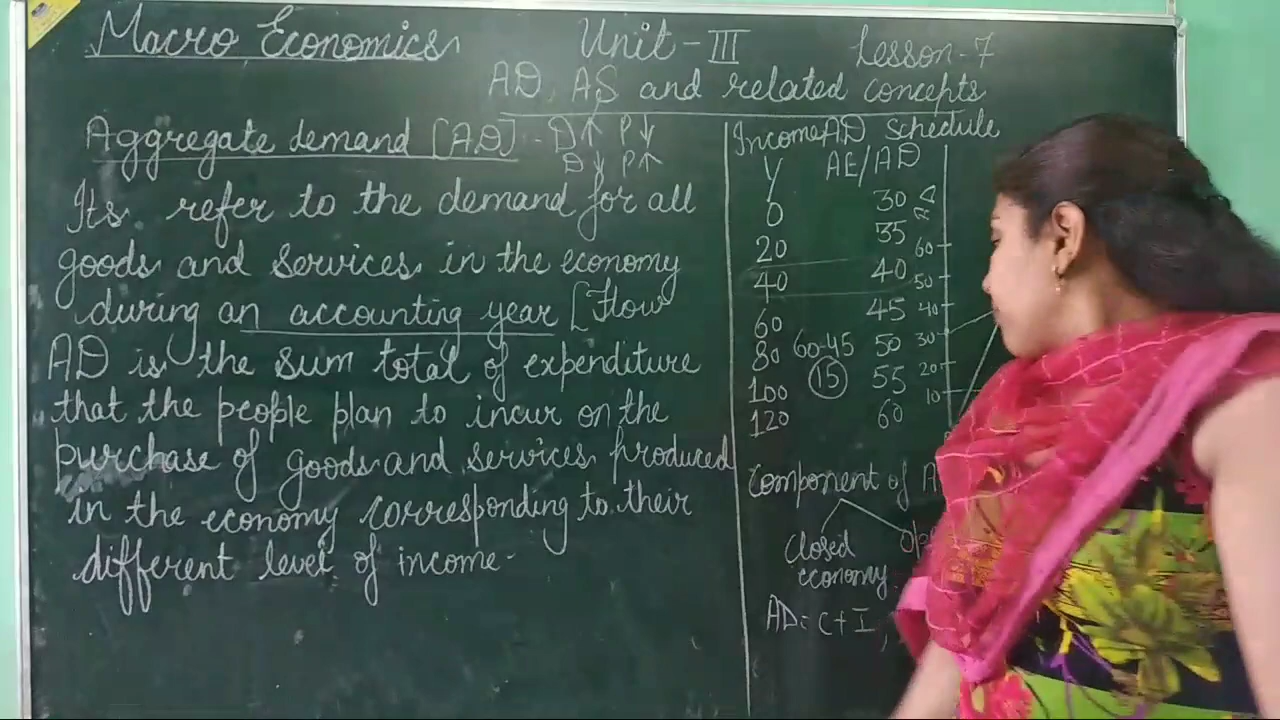 Macro Economics Unit-III Lesson-7
AD, AS and related concepts
Aggregate demand [AD] - D↑ P↓
D↓ P↑
Its refer to the demand for all
goods and services in the economy
during an accounting year [Flow
AD is the sum total of expenditure
that the people plan to incur on the
purchase of goods and services produced
in the economy corresponding to their
different level of income-
Income AD Schedule
Y AE/AD
0 30
20 35
40 40
60 45
80 60-45 50
100 15 55
120 60
60
50
40
30
20
10
Component of A
Closed
economy
AD = C+I,